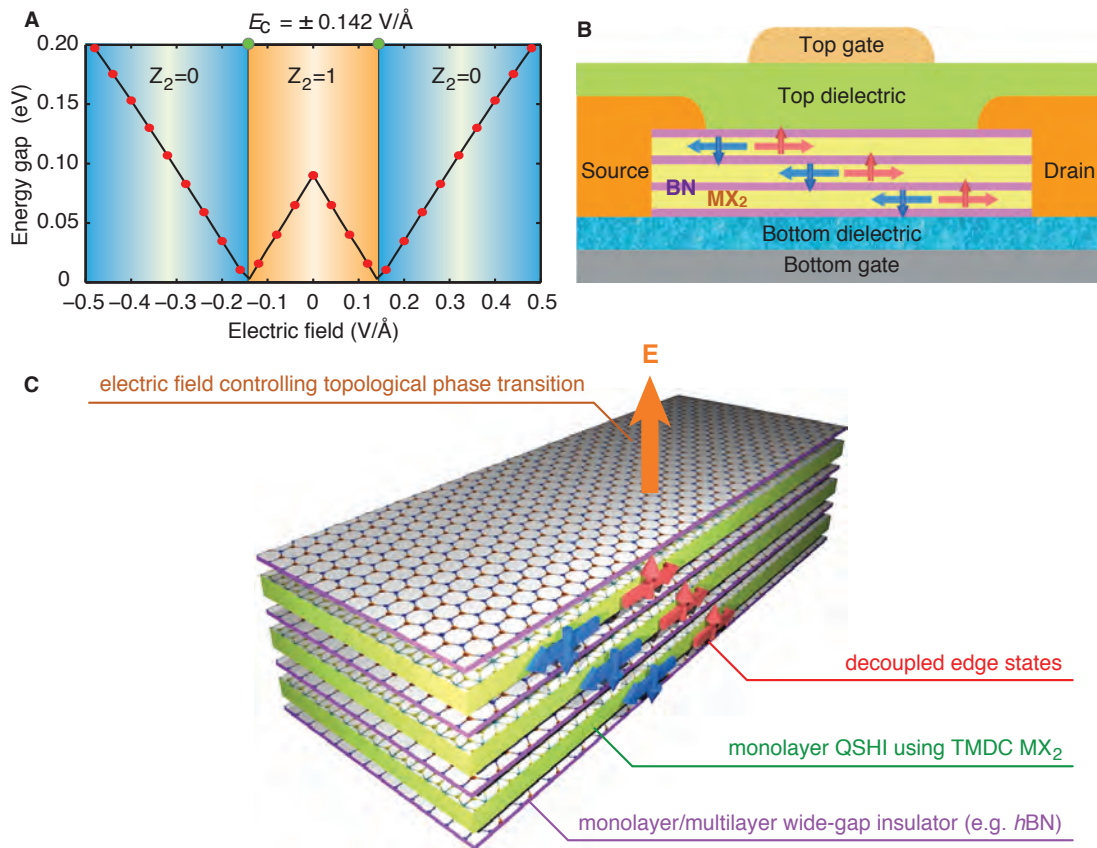 A
E_C = ± 0.142 V/Å
0.20
0.15
0.10
0.05
0
Energy gap (eV)
Z_2=0
Z_2=1
Z_2=0
−0.5 −0.4 −0.3 −0.2 −0.1 0 0.1 0.2 0.3 0.4 0.5
Electric field (V/Å)
B
Top gate
Top dielectric
Source
Drain
BN
MX₂
Bottom dielectric
Bottom gate
C
E
electric field controlling topological phase transition
decoupled edge states
monolayer QSHI using TMDC MX₂
monolayer/multilayer wide-gap insulator (e.g. hBN)